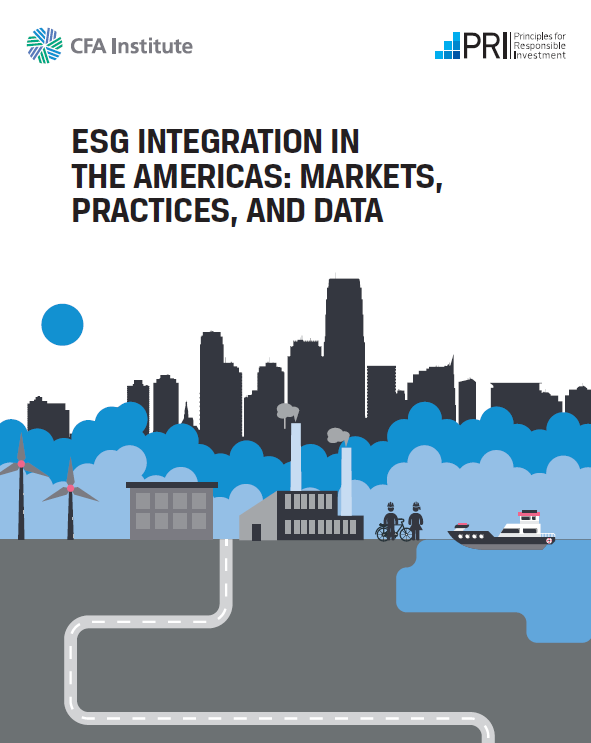 CFA Institute
PRI
Principles for
Responsible
Investment
ESG INTEGRATION IN
THE AMERICAS: MARKETS,
PRACTICES, AND DATA